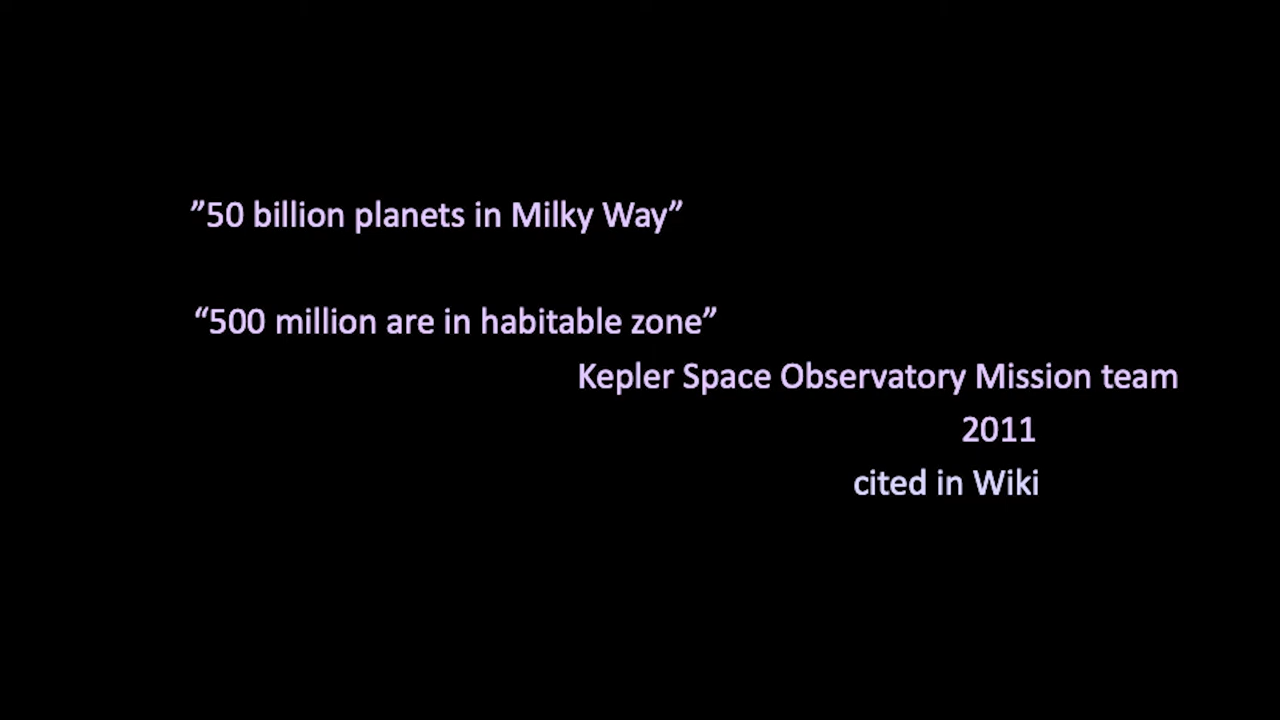 ”50 billion planets in Milky Way”
“500 million are in habitable zone”
Kepler Space Observatory Mission team
2011
cited in Wiki